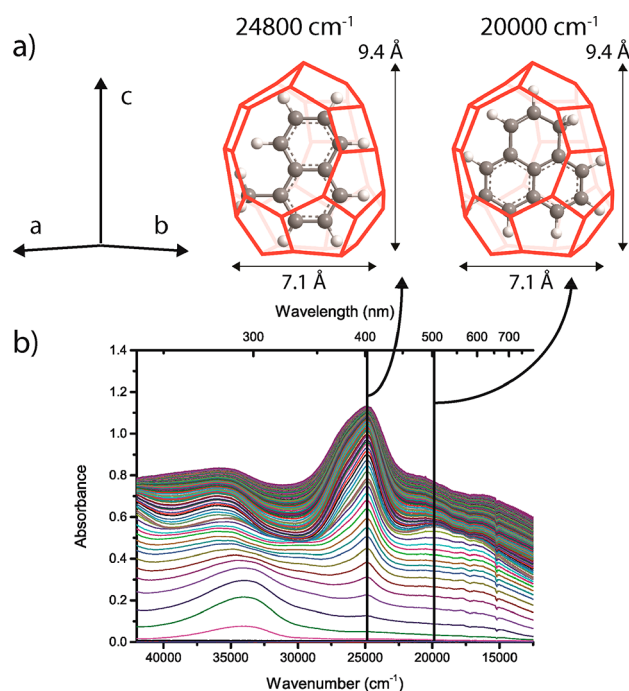 a)
24800 cm⁻¹
20000 cm⁻¹
9.4 Å
9.4 Å
c
a
b
7.1 Å
7.1 Å
b)
Wavelength (nm)
300
400
500
600
700
1.4
1.2
1.0
0.8
0.6
0.4
0.2
0.0
Absorbance
40000
35000
30000
25000
20000
15000
Wavenumber (cm⁻¹)